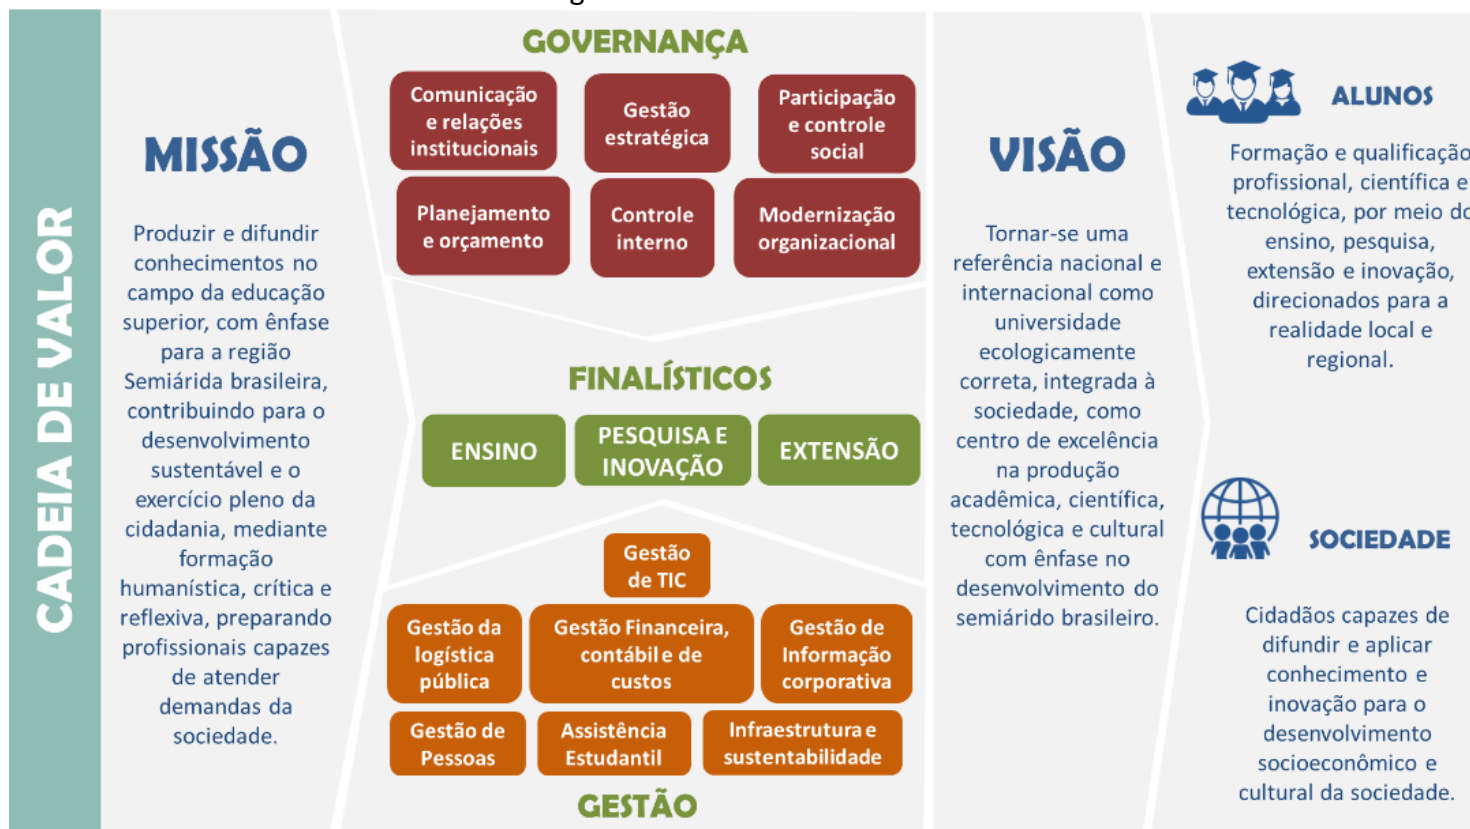 CADEIA DE VALOR
MISSÃO
Produzir e difundir
conhecimentos no
campo da educação
superior, com ênfase
para a região
Semiárida brasileira,
contribuindo para o
desenvolvimento
sustentável e o
exercício pleno da
cidadania, mediante
formação
humanística, crítica e
reflexiva, preparando
profissionais capazes
de atender
demandas da
sociedade.
GOVERNANÇA
Comunicação
e relações
institucionais
Gestão
estratégica
Participação
e controle
social
Planejamento
e orçamento
Controle
interno
Modernização
organizacional
FINALÍSTICOS
ENSINO
PESQUISA E
INOVAÇÃO
EXTENSÃO
Gestão
de TIC
Gestão da
logística
pública
Gestão Financeira,
contábil e de
custos
Gestão de
Informação
corporativa
Gestão de
Pessoas
Assistência
Estudantil
Infraestrutura e
sustentabilidade
GESTÃO
VISÃO
Tornar-se uma
referência nacional e
internacional como
universidade
ecologicamente
correta, integrada à
sociedade, como
centro de excelência
na produção
acadêmica, científica,
tecnológica e cultural
com ênfase no
desenvolvimento do
semiárido brasileiro.
ALUNOS
Formação e qualificação
profissional, científica e
tecnológica, por meio do
ensino, pesquisa,
extensão e inovação,
direcionados para a
realidade local e
regional.
SOCIEDADE
Cidadãos capazes de
difundir e aplicar
conhecimento e
inovação para o
desenvolvimento
socioeconômico e
cultural da sociedade.